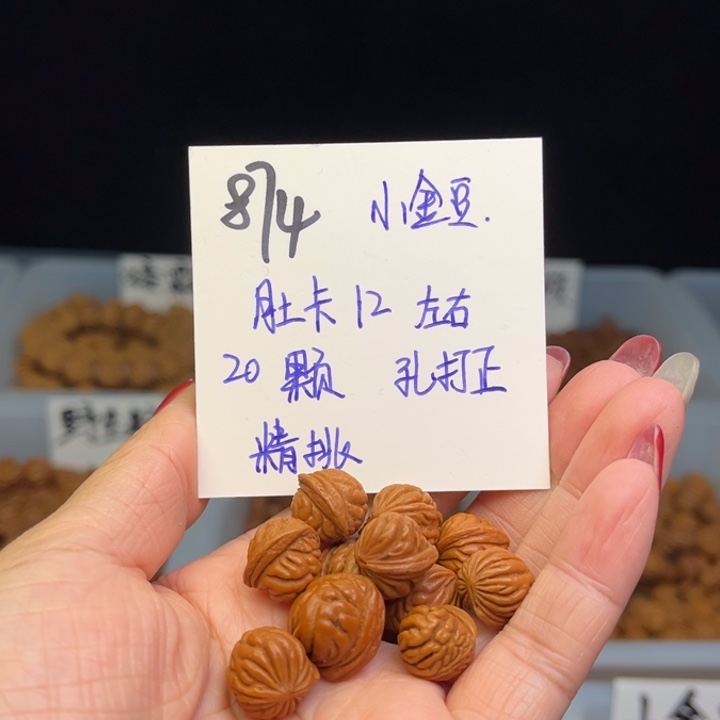 874 小金豆.
肚卡12 左右
20 颗 孔打正
精挑